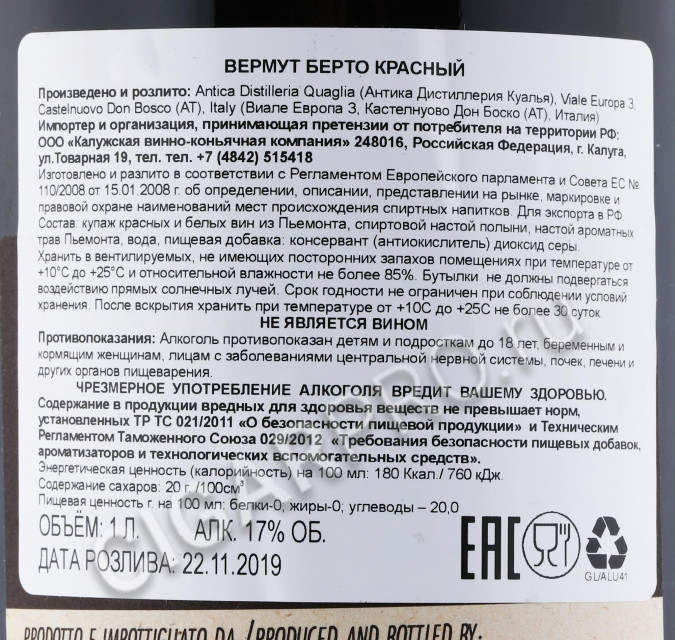 ВЕРМУТ БЕРТО КРАСНЫЙ
Произведено и розлито: Antica Distilleria Quaglia (Антика Дистиллерия Куалья), Viale Europa 3,
Castelnuovo Don Bosco (AT), Italy (Виале Европа 3, Кастельнуово Дон Боско (АТ), Италия)
Импортер и организация, принимающая претензии от потребителя на территории РФ:
ООО «Калужская винно-коньячная компания» 248016, Российская Федерация, г. Калуга,
ул.Товарная 19, тел. тел. +7 (4842) 515418
Изготовлено и разлито в соответствии с Регламентом Европейского парламента и Совета ЕС №
110/2008 от 15.01.2008 г. об определении, описании, представлении на рынке, маркировке и
правовой охране наименований мест происхождения спиртных напитков. Для экспорта в РФ.
Состав: купаж красных и белых вин из Пьемонта, спиртовой настой полыни, настой ароматных
трав Пьемонта, вода, пищевая добавка: консервант (антиокислитель) диоксид серы.
Хранить в вентилируемых, не имеющих посторонних запахов помещениях при температуре от
+10°С до +25°С и относительной влажности не более 85%. Бутылки не должны подвергаться
воздействию прямых солнечных лучей. Срок годности не ограничен при соблюдении условий
хранения. После вскрытия хранить при температуре от +10С до +25С не более 30 суток.
НЕ ЯВЛЯЕТСЯ ВИНОМ
Противопоказания: Алкоголь противопоказан детям и подросткам до 18 лет, беременным и
кормящим женщинам, лицам с заболеваниями центральной нервной системы, почек, печени и
других органов пищеварения.
ЧРЕЗМЕРНОЕ УПОТРЕБЛЕНИЕ АЛКОГОЛЯ ВРЕДИТ ВАШЕМУ ЗДОРОВЬЮ.
Содержание в продукции вредных для здоровья веществ не превышает норм,
установленных ТР ТС 021/2011 «О безопасности пищевой продукции» и Техническим
Регламентом Таможенного Союза 029/2012 «Требования безопасности пищевых добавок,
ароматизаторов и технологических вспомогательных средств».
Энергетическая ценность (калорийность) на 100 мл: 180 Ккал./ 760 кДж.
Содержание сахаров: 20 г. /100см³
Пищевая ценность г. на 100 мл: белки-0; жиры-0; углеводы – 20,0
ОБЪЁМ: 1 Л. АЛК. 17% ОБ.
ДАТА РОЗЛИВА: 22.11.2019
EAC
GL/ALU41
PRODOTTO E IMBOTTIGLIATO DA / PRODUCED AND BOTTLED BY:
CIGARPRO.ru